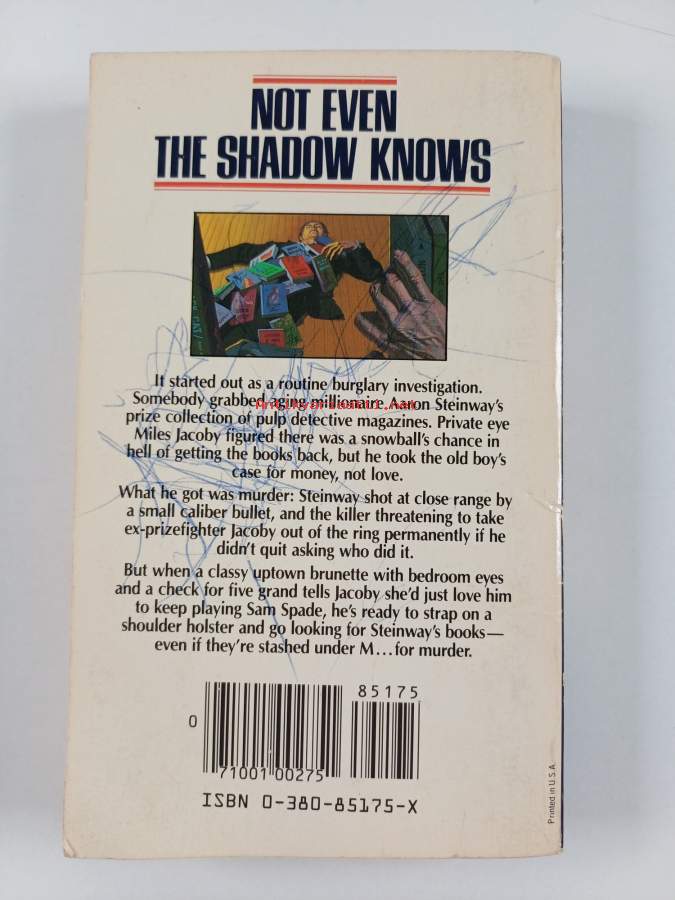 NOT EVEN
THE SHADOW KNOWS
It started out as a routine burglary investigation.
Somebody grabbed aging millionaire Aaron Steinway's
prize collection of pulp detective magazines. Private eye
Miles Jacoby figured there was a snowball's chance in
hell of getting the books back, but he took the old boy's
case for money, not love.
What he got was murder: Steinway shot at close range by
a small caliber bullet, and the killer threatening to take
ex-prizefighter Jacoby out of the ring permanently if he
didn't quit asking who did it.
But when a classy uptown brunette with bedroom eyes
and a check for five grand tells Jacoby she'd just love him
to keep playing Sam Spade, he's ready to strap on a
shoulder holster and go looking for Steinway's books—
even if they're stashed under M...for murder.
85175
0
71001 00275
ISBN 0-380-85175-X
Printed in U.S.A.